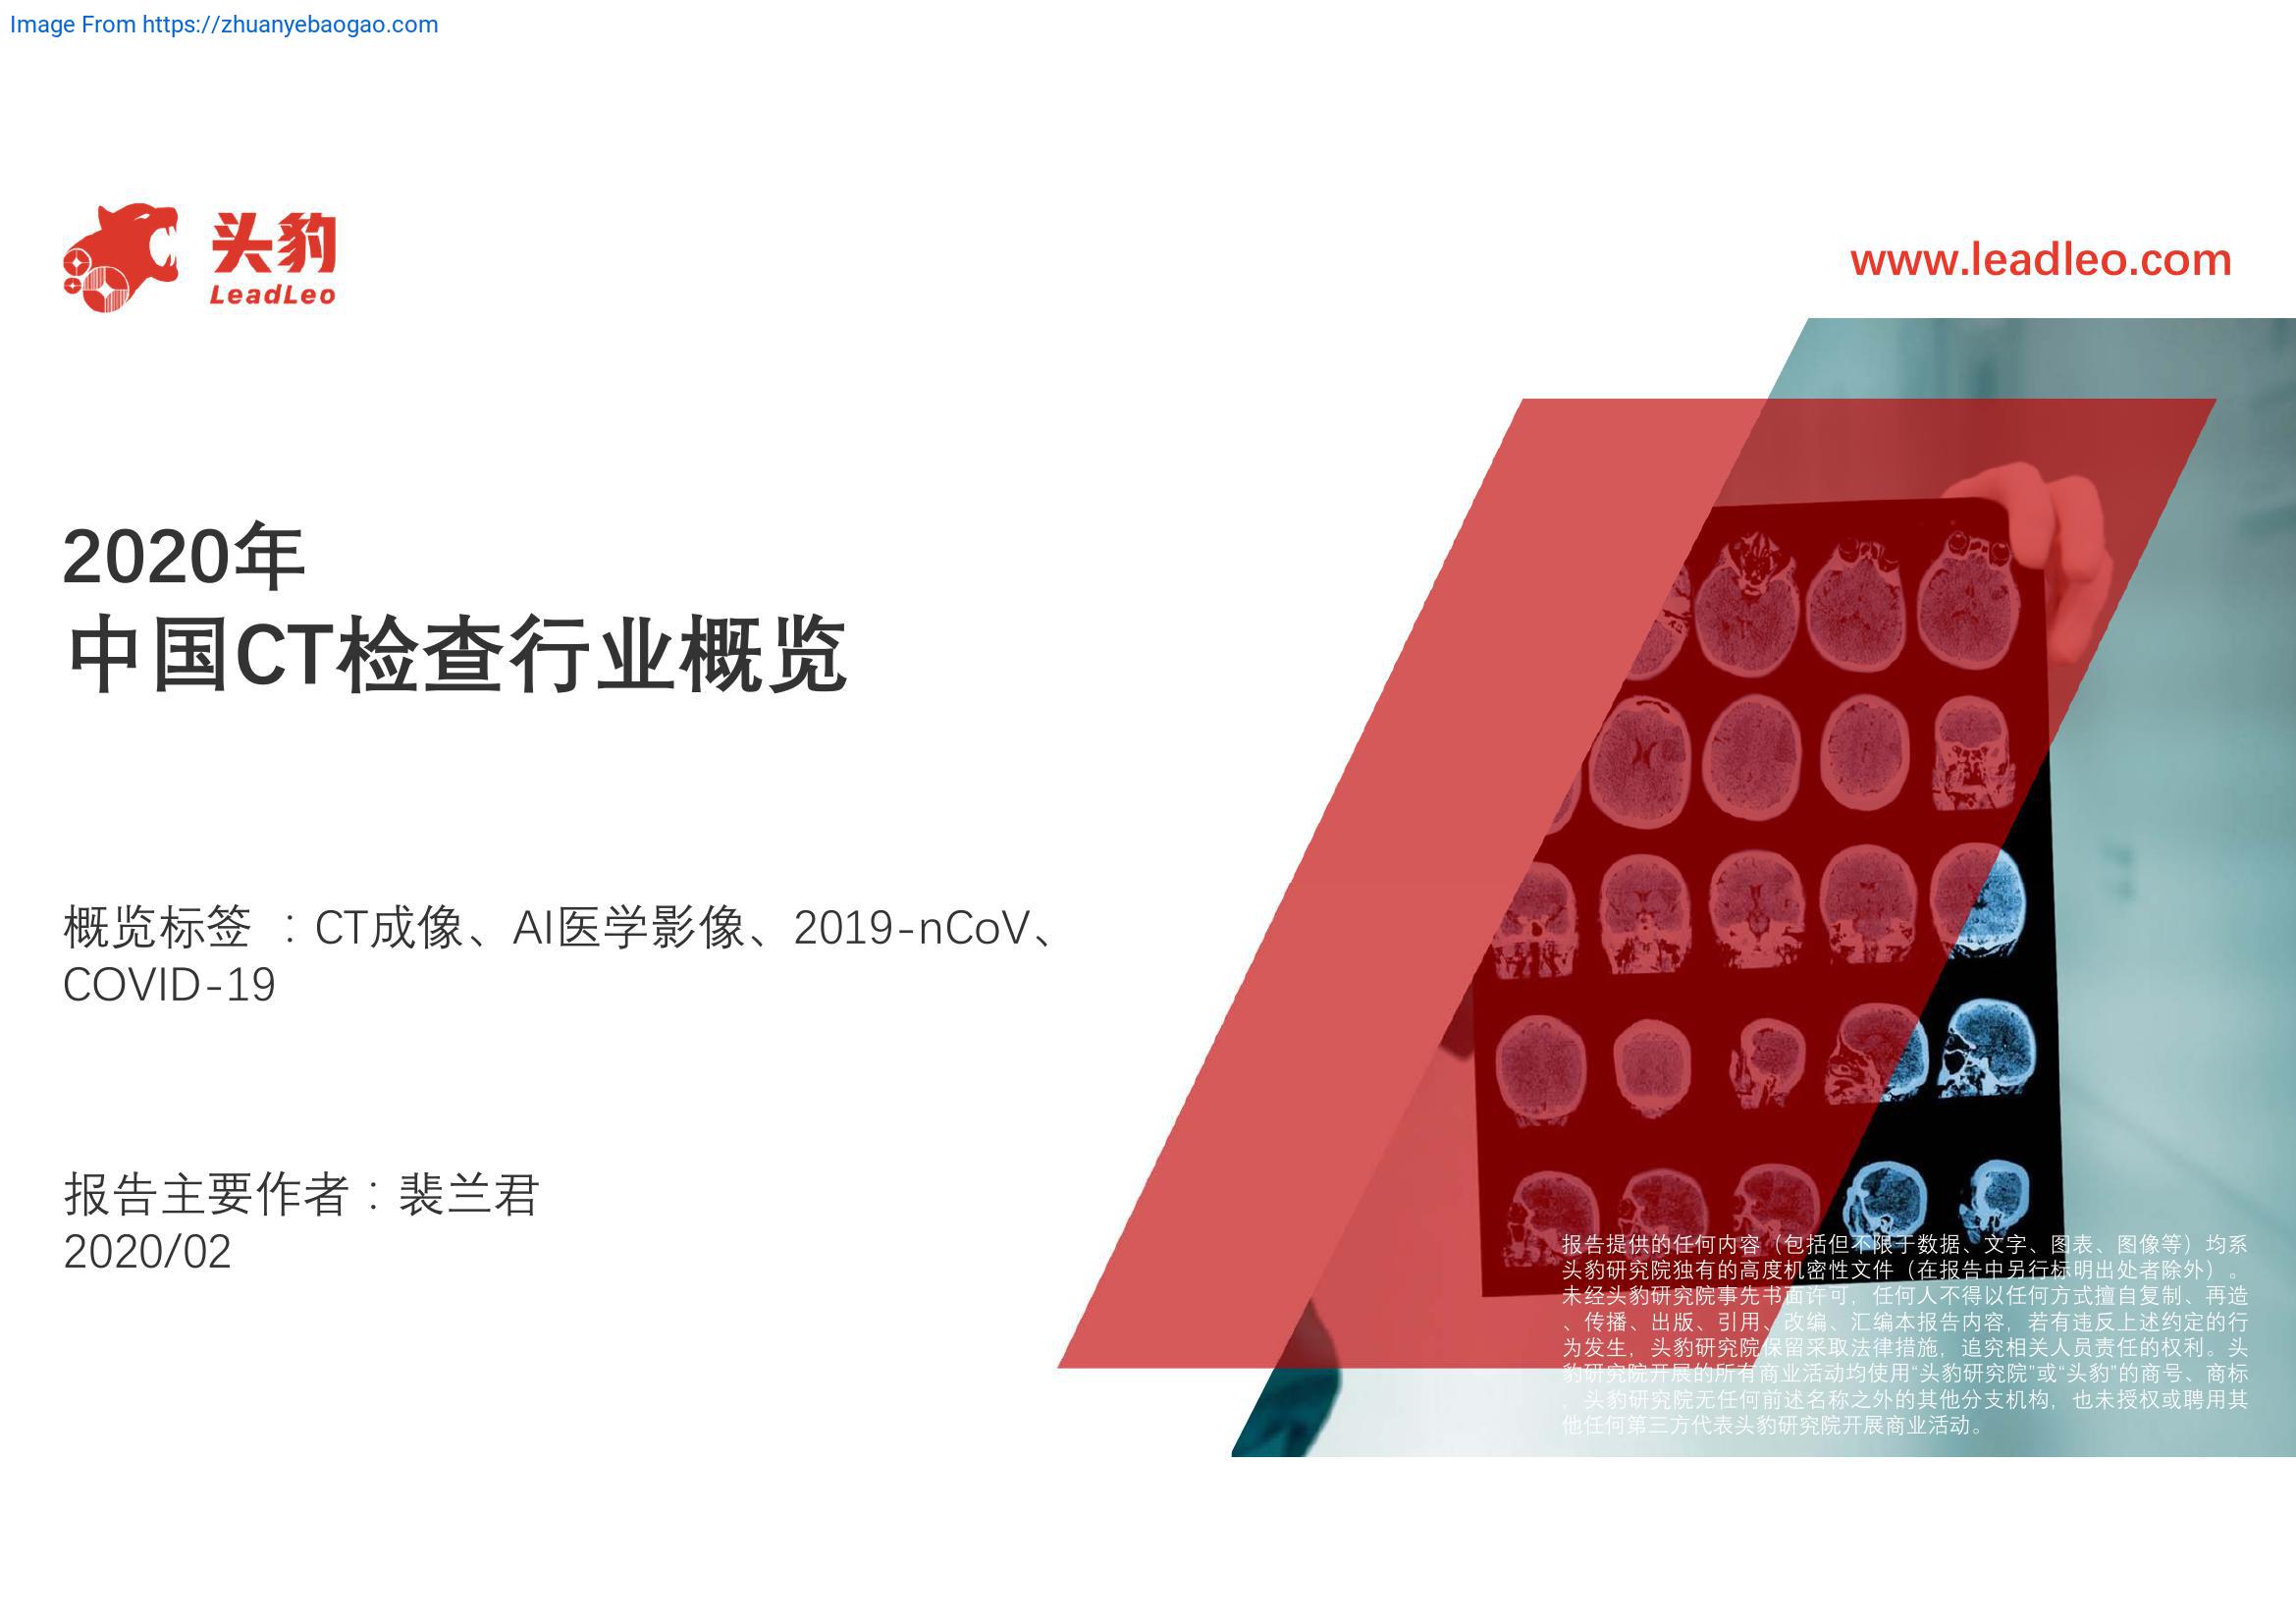 Image From https://zhuanyebaogao.com
头豹
LeadLeo
www.leadleo.com
2020年
中国CT检查行业概览
概览标签 ：CT成像、AI医学影像、2019-nCoV、
COVID-19
报告主要作者：裴兰君
2020/02
报告提供的任何内容（包括但不限于数据、文字、图表、图像等）均系
头豹研究院独有的高度机密性文件（在报告中另行标明出处者除外）。
未经头豹研究院事先书面许可，任何人不得以任何方式擅自复制、再造
、传播、出版、引用、改编、汇编本报告内容，若有违反上述约定的行
为发生，头豹研究院保留采取法律措施，追究相关人员责任的权利。头
豹研究院开展的所有商业活动均使用“头豹研究院”或“头豹”的商号、商标
，头豹研究院无任何前述名称之外的其他分支机构，也未授权或聘用其
他任何第三方代表头豹研究院开展商业活动。